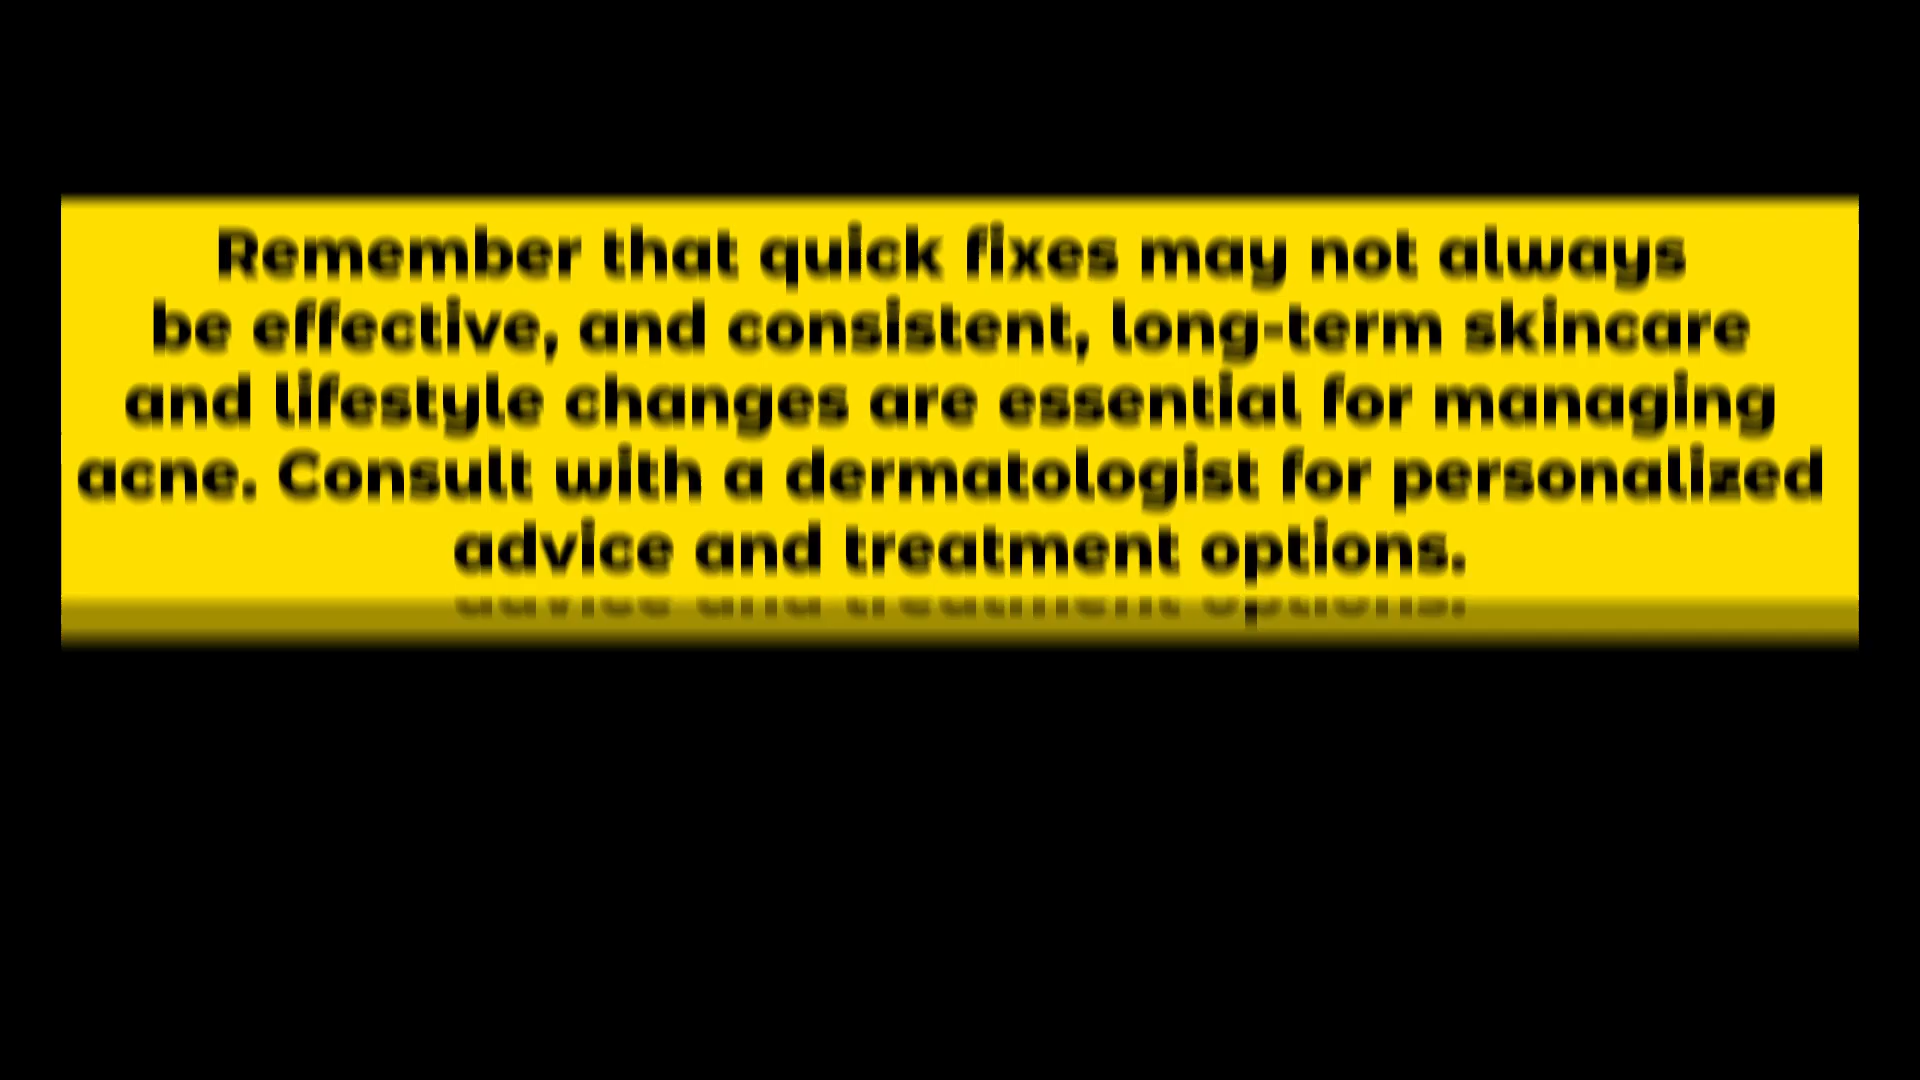 Remember that quick fixes may not always
be effective, and consistent, long-term skincare
and lifestyle changes are essential for managing
acne. Consult with a dermatologist for personalized
advice and treatment options.